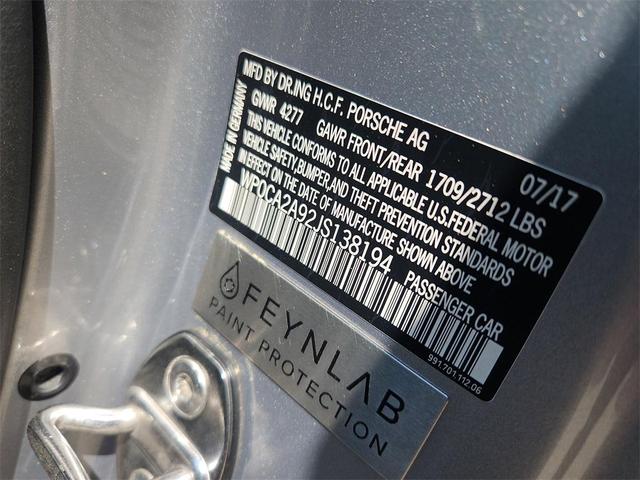 MFD BY DR.ING H.C.F. PORSCHE AG 07/17
GVWR 4277 GAWR FRONT/REAR 1709/2712 LBS
THIS VEHICLE CONFORMS TO ALL APPLICABLE U.S.FEDERAL MOTOR
VEHICLE SAFETY,BUMPER,AND THEFT PREVENTION STANDARDS
IN EFFECT ON THE DATE OF MANUFACTURE SHOWN ABOVE
WP0CA2A92JS138194 PASSENGER CAR
MADE IN GERMANY
991.701.112.06
FEYNLAB
PAINT PROTECTION